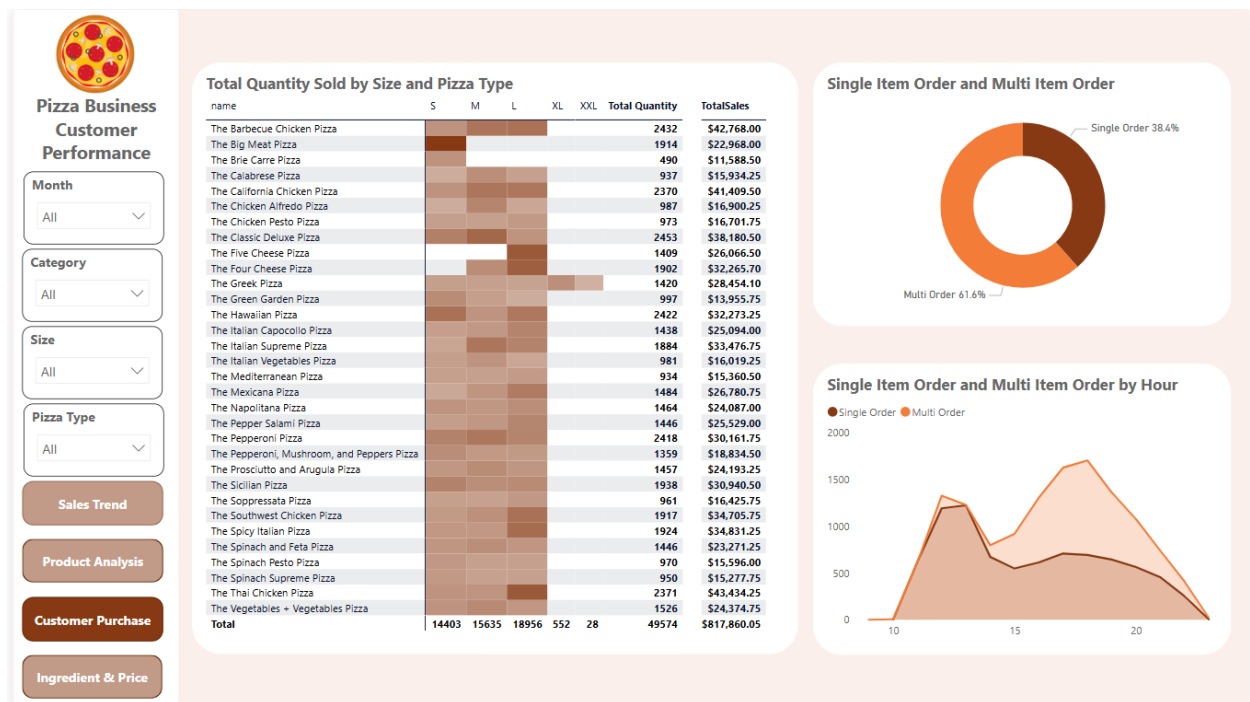 Pizza Business
Customer
Performance
Month
All
Category
All
Size
All
Pizza Type
All
Sales Trend
Product Analysis
Customer Purchase
Ingredient & Price
Total Quantity Sold by Size and Pizza Type
name S M L XL XXL Total Quantity TotalSales
The Barbecue Chicken Pizza 2432 $42,768.00
The Big Meat Pizza 1914 $22,968.00
The Brie Carre Pizza 490 $11,588.50
The Calabrese Pizza 937 $15,934.25
The California Chicken Pizza 2370 $41,409.50
The Chicken Alfredo Pizza 987 $16,900.25
The Chicken Pesto Pizza 973 $16,701.75
The Classic Deluxe Pizza 2453 $38,180.50
The Five Cheese Pizza 1409 $26,066.50
The Four Cheese Pizza 1902 $32,265.70
The Greek Pizza 1420 $28,454.10
The Green Garden Pizza 997 $13,955.75
The Hawaiian Pizza 2422 $32,273.25
The Italian Capocollo Pizza 1438 $25,094.00
The Italian Supreme Pizza 1884 $33,476.75
The Italian Vegetables Pizza 981 $16,019.25
The Mediterranean Pizza 934 $15,360.50
The Mexicana Pizza 1484 $26,780.75
The Napolitana Pizza 1464 $24,087.00
The Pepper Salami Pizza 1446 $25,529.00
The Pepperoni Pizza 2418 $30,161.75
The Pepperoni, Mushroom, and Peppers Pizza 1359 $18,834.50
The Prosciutto and Arugula Pizza 1457 $24,193.25
The Sicilian Pizza 1938 $30,940.50
The Soppressata Pizza 961 $16,425.75
The Southwest Chicken Pizza 1917 $34,705.75
The Spicy Italian Pizza 1924 $34,831.25
The Spinach and Feta Pizza 1446 $23,271.25
The Spinach Pesto Pizza 970 $15,596.00
The Spinach Supreme Pizza 950 $15,277.75
The Thai Chicken Pizza 2371 $43,434.25
The Vegetables + Vegetables Pizza 1526 $24,374.75
Total 14403 15635 18956 552 28 49574 $817,860.05
Single Item Order and Multi Item Order
Single Order 38.4%
Multi Order 61.6%
Single Item Order and Multi Item Order by Hour
Single Order Multi Order
2000
1500
1000
500
0
10 15 20